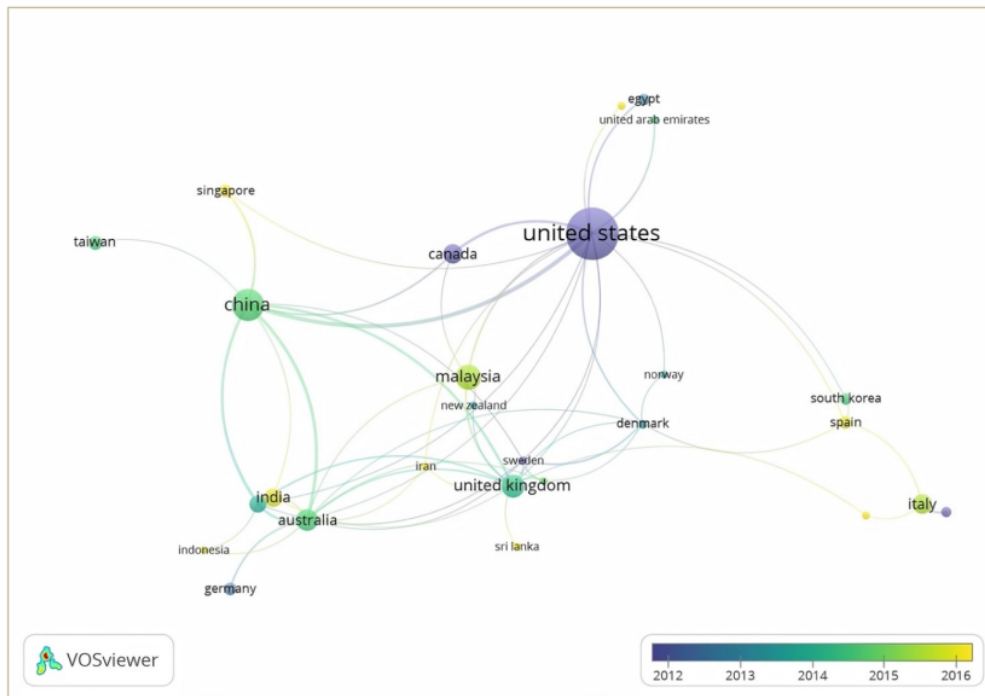 egypt
united arab emirates
singapore
united states
taiwan
canada
china
malaysia
norway
new zealand
south korea
denmark
spain
sweden
iran
united kingdom
india
italy
australia
indonesia
sri lanka
germany
VOSviewer
2012 2013 2014 2015 2016